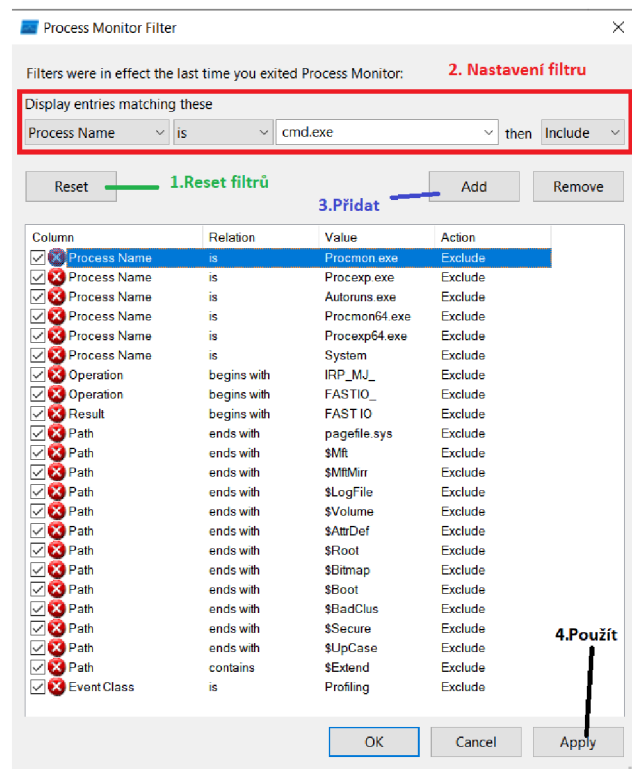 Process Monitor Filter
Filters were in effect the last time you exited Process Monitor:
2. Nastavení filtru
Display entries matching these
Process Name is cmd.exe then Include
Reset 1.Reset filtrů 3.Přidat Add Remove
Column Relation Value Action
Process Name is Procmon.exe Exclude
Process Name is Procexp.exe Exclude
Process Name is Autoruns.exe Exclude
Process Name is Procmon64.exe Exclude
Process Name is Procexp64.exe Exclude
Process Name is System Exclude
Operation begins with IRP_MJ_ Exclude
Operation begins with FASTIO_ Exclude
Result begins with FAST IO Exclude
Path ends with pagefile.sys Exclude
Path ends with $Mft Exclude
Path ends with $MftMirr Exclude
Path ends with $LogFile Exclude
Path ends with $Volume Exclude
Path ends with $AttrDef Exclude
Path ends with $Root Exclude
Path ends with $Bitmap Exclude
Path ends with $Boot Exclude
Path ends with $BadClus Exclude
Path ends with $Secure Exclude
Path ends with $UpCase Exclude
Path contains $Extend Exclude
Event Class is Profiling Exclude
4.Použít
OK Cancel Apply